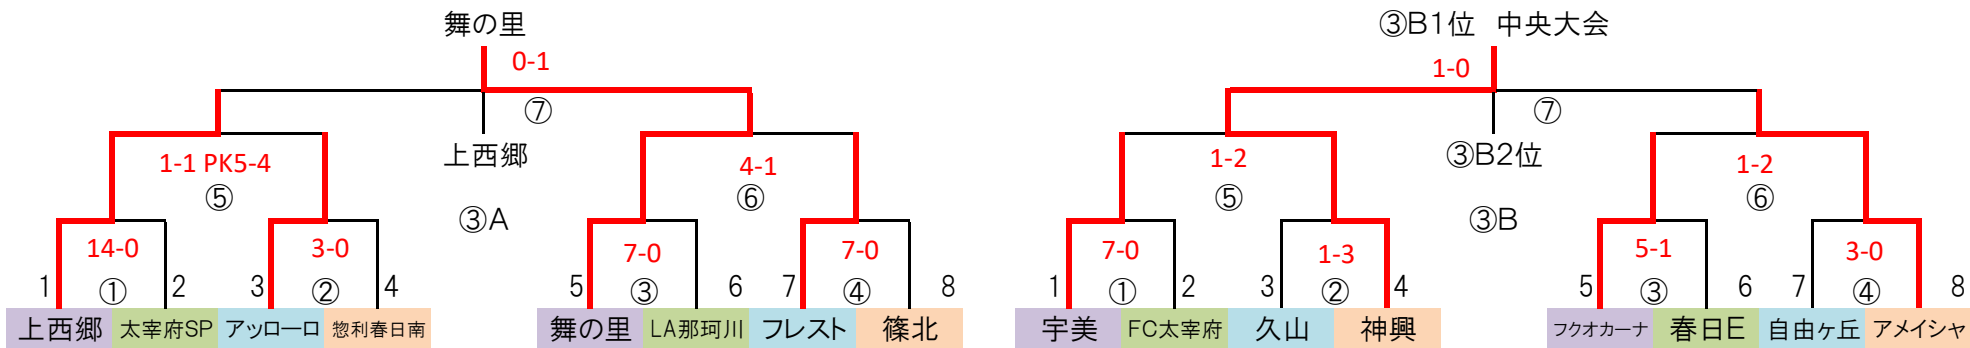 舞の里
③B1位 中央大会
0-1
1-0
⑦
⑦
上西郷
③B2位
1-1 PK5-4
4-1
1-2
1-2
⑤
⑥
⑤
⑥
③A
③B
14-0
3-0
7-0
7-0
7-0
1-3
5-1
3-0
1 ① 2 3 ② 4 5 ③ 6 7 ④ 8
1 ① 2 3 ② 4 5 ③ 6 7 ④ 8
上西郷 太宰府SP アッローロ 惣利春日南 舞の里 LA那珂川 フレスト 篠北
宇美 FC太宰府 久山 神興 フクオカーナ 春日E 自由ヶ丘 アメイシャ